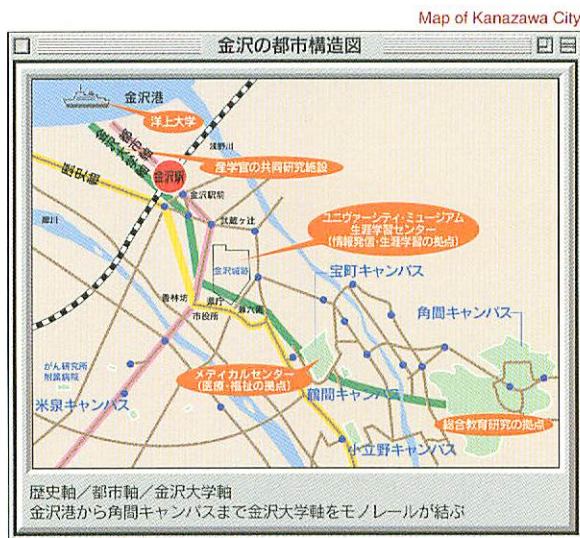 Map of Kanazawa City
金沢の都市構造図
金沢港
洋上大学
都市軸
金沢大学軸
歴史軸
浅野川
産学官の共同研究施設
金沢駅
金沢駅前
武蔵ヶ辻
犀川
ユニヴァーシティ・ミュージアム
生涯学習センター
(情報発信・生涯学習の拠点)
金沢城跡
宝町キャンパス
角間キャンパス
香林坊
県庁
兼六園
市役所
がん研究所
附属病院
メディカルセンター
(医療・福祉の拠点)
米泉キャンパス
鶴間キャンパス
総合教育研究の拠点
小立野キャンパス
歴史軸/都市軸/金沢大学軸
金沢港から角間キャンパスまで金沢大学軸をモノレールが結ぶ